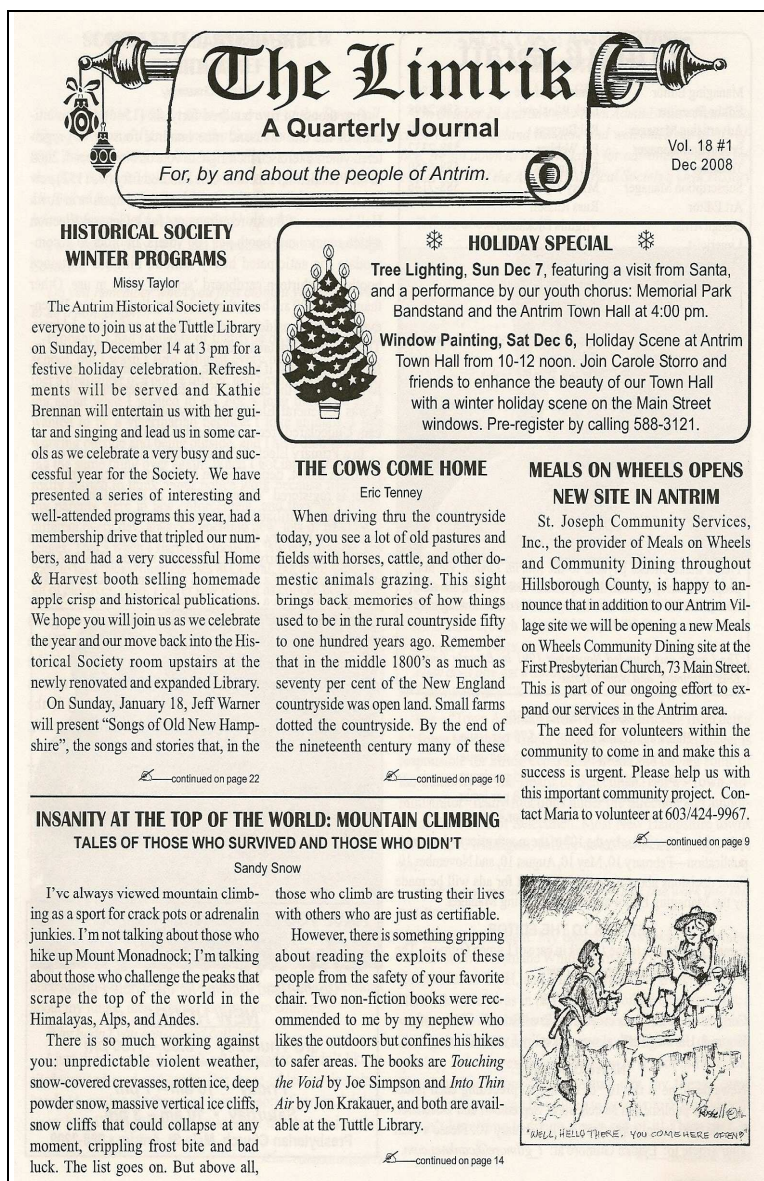 The Limrik
A Quarterly Journal
For, by and about the people of Antrim.
Vol. 18 #1
Dec 2008
HISTORICAL SOCIETY
WINTER PROGRAMS
Missy Taylor
The Antrim Historical Society invites
everyone to join us at the Tuttle Library
on Sunday, December 14 at 3 pm for a
festive holiday celebration. Refresh-
ments will be served and Kathie
Brennan will entertain us with her gui-
tar and singing and lead us in some car-
ols as we celebrate a very busy and suc-
cessful year for the Society. We have
presented a series of interesting and
well-attended programs this year, had a
membership drive that tripled our num-
bers, and had a very successful Home
& Harvest booth selling homemade
apple crisp and historical publications.
We hope you will join us as we celebrate
the year and our move back into the His-
torical Society room upstairs at the
newly renovated and expanded Library.
On Sunday, January 18, Jeff Warner
will present “Songs of Old New Hamp-
shire”, the songs and stories that, in the
continued on page 22
HOLIDAY SPECIAL
Tree Lighting, Sun Dec 7, featuring a visit from Santa,
and a performance by our youth chorus: Memorial Park
Bandstand and the Antrim Town Hall at 4:00 pm.
Window Painting, Sat Dec 6, Holiday Scene at Antrim
Town Hall from 10-12 noon. Join Carole Storro and
friends to enhance the beauty of our Town Hall
with a winter holiday scene on the Main Street
windows. Pre-register by calling 588-3121.
THE COWS COME HOME
Eric Tenney
When driving thru the countryside
today, you see a lot of old pastures and
fields with horses, cattle, and other do-
mestic animals grazing. This sight
brings back memories of how things
used to be in the rural countryside fifty
to one hundred years ago. Remember
that in the middle 1800’s as much as
seventy per cent of the New England
countryside was open land. Small farms
dotted the countryside. By the end of
the nineteenth century many of these
continued on page 10
MEALS ON WHEELS OPENS
NEW SITE IN ANTRIM
St. Joseph Community Services,
Inc., the provider of Meals on Wheels
and Community Dining throughout
Hillsborough County, is happy to an-
nounce that in addition to our Antrim Vil-
lage site we will be opening a new Meals
on Wheels Community Dining site at the
First Presbyterian Church, 73 Main Street.
This is part of our ongoing effort to ex-
pand our services in the Antrim area.
The need for volunteers within the
community to come in and make this a
success is urgent. Please help us with
this important community project. Con-
tact Maria to volunteer at 603/424-9967.
continued on page 9
INSANITY AT THE TOP OF THE WORLD: MOUNTAIN CLIMBING
TALES OF THOSE WHO SURVIVED AND THOSE WHO DIDN’T
Sandy Snow
I’ve always viewed mountain climb-
ing as a sport for crack pots or adrenalin
junkies. I’m not talking about those who
hike up Mount Monadnock; I’m talking
about those who challenge the peaks that
scrape the top of the world in the
Himalayas, Alps, and Andes.
There is so much working against
you: unpredictable violent weather,
snow-covered crevasses, rotten ice, deep
powder snow, massive vertical ice cliffs,
snow cliffs that could collapse at any
moment, crippling frost bite and bad
luck. The list goes on. But above all,
those who climb are trusting their lives
with others who are just as certifiable.
However, there is something gripping
about reading the exploits of these
people from the safety of your favorite
chair. Two non-fiction books were rec-
ommended to me by my nephew who
likes the outdoors but confines his hikes
to safer areas. The books are Touching
the Void by Joe Simpson and Into Thin
Air by Jon Krakauer, and both are avail-
able at the Tuttle Library.
continued on page 14
Russell
"WELL, HELLO THERE. YOU COME HERE OFTEN?"